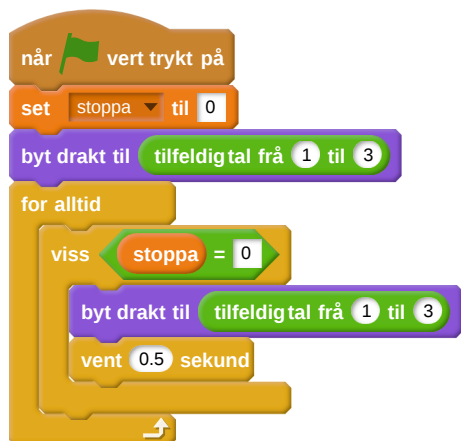 når vert trykt på
set stoppa til 0
byt drakt til tilfeldig tal frå 1 til 3
for alltid
viss stoppa = 0
byt drakt til tilfeldig tal frå 1 til 3
vent 0.5 sekund